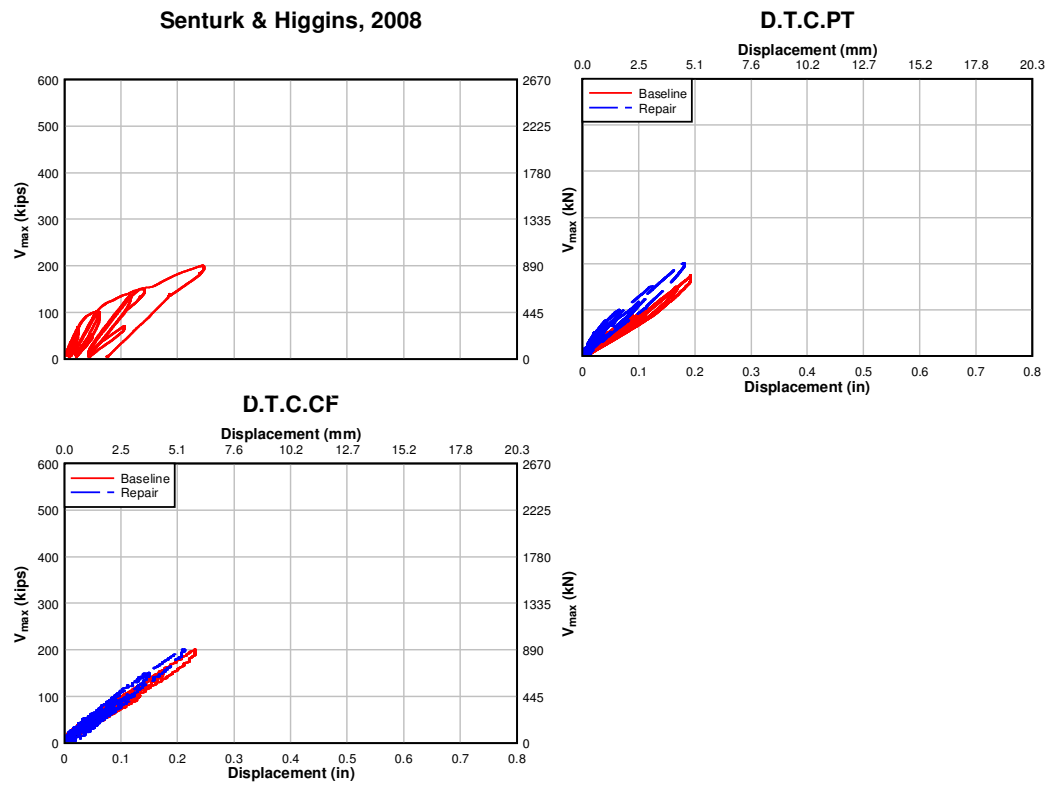 Senturk & Higgins, 2008
600
500
400
300
200
100
0
V_max (kips)
2670
2225
1780
1335
890
445
0
V_max (kN)
D.T.C.PT
Displacement (mm)
0.0 2.5 5.1 7.6 10.2 12.7 15.2 17.8 20.3
Baseline
Repair
0 0.1 0.2 0.3 0.4 0.5 0.6 0.7 0.8
Displacement (in)
D.T.C.CF
Displacement (mm)
0.0 2.5 5.1 7.6 10.2 12.7 15.2 17.8 20.3
Baseline
Repair
600
500
400
300
200
100
0
V_max (kips)
2670
2225
1780
1335
890
445
0
V_max (kN)
0 0.1 0.2 0.3 0.4 0.5 0.6 0.7 0.8
Displacement (in)